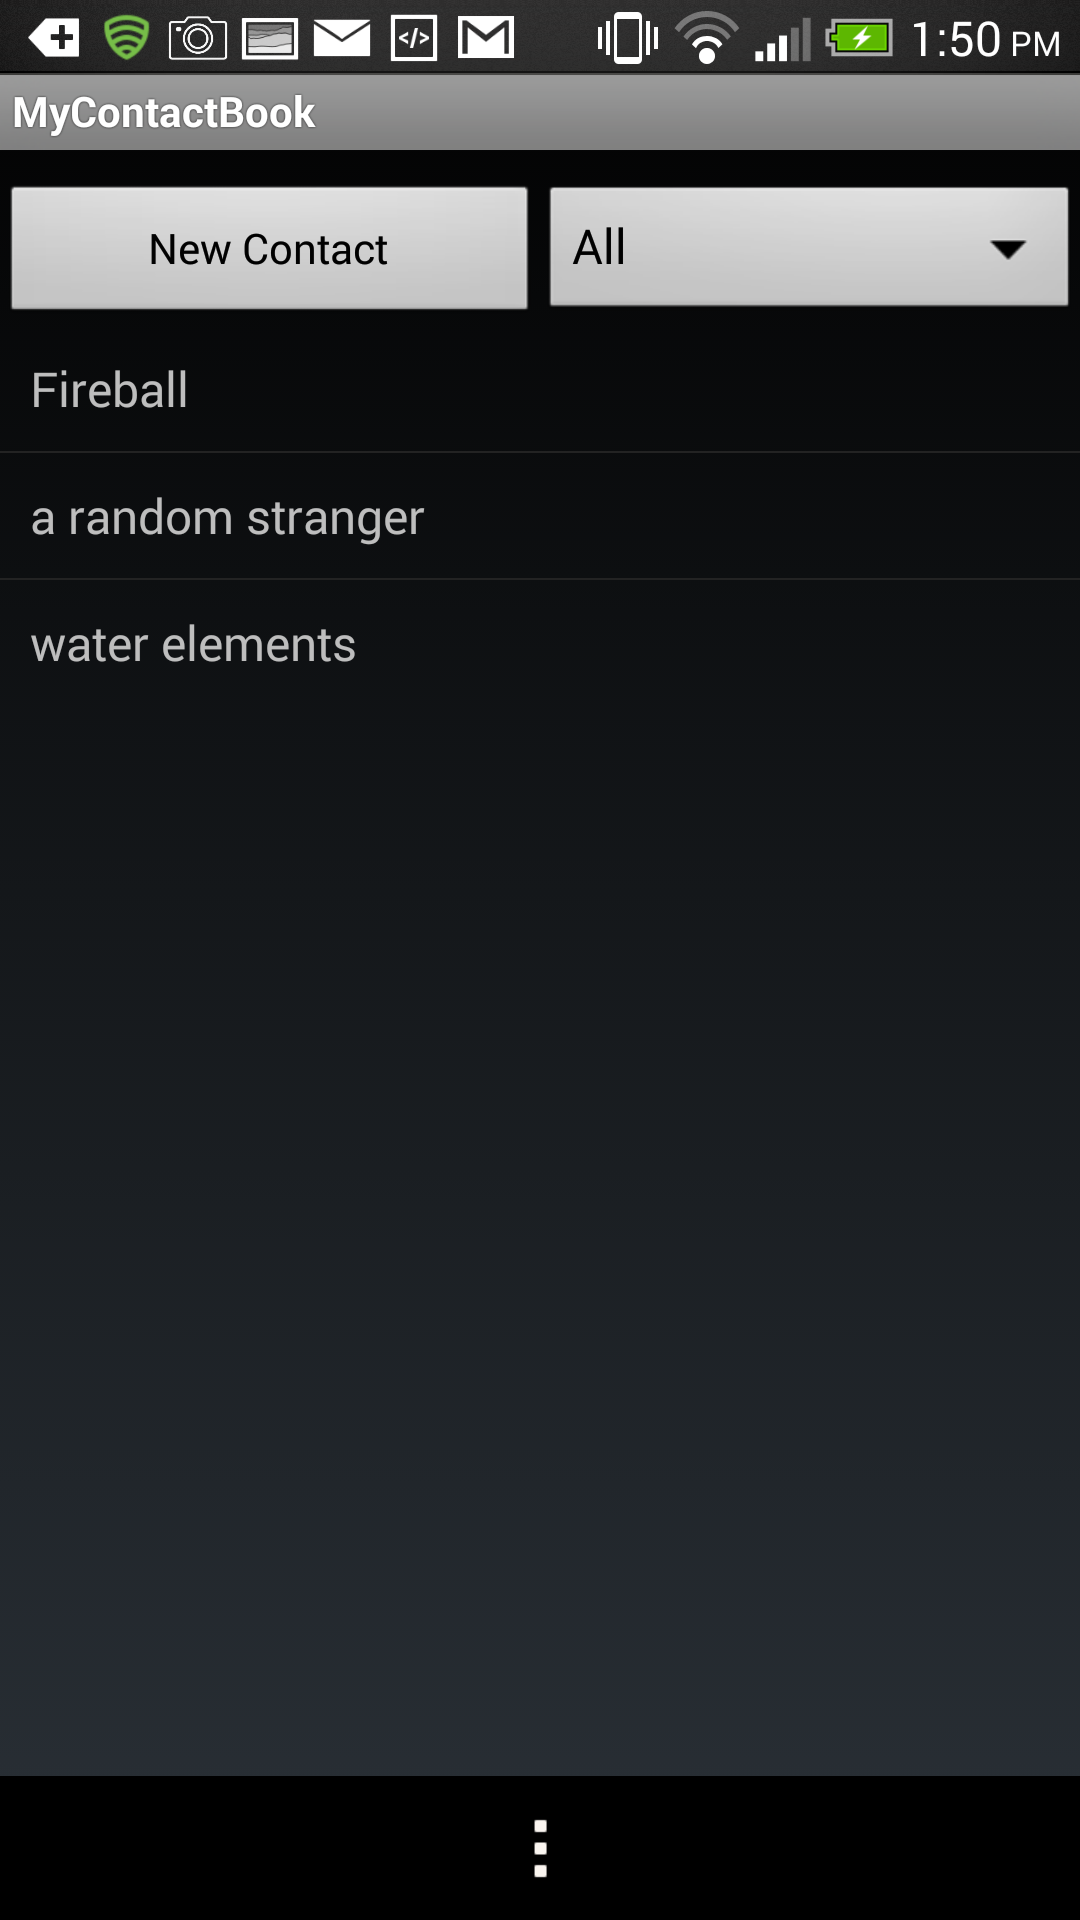 1:50 PM
MyContactBook
New Contact
All
Fireball
a random stranger
water elements